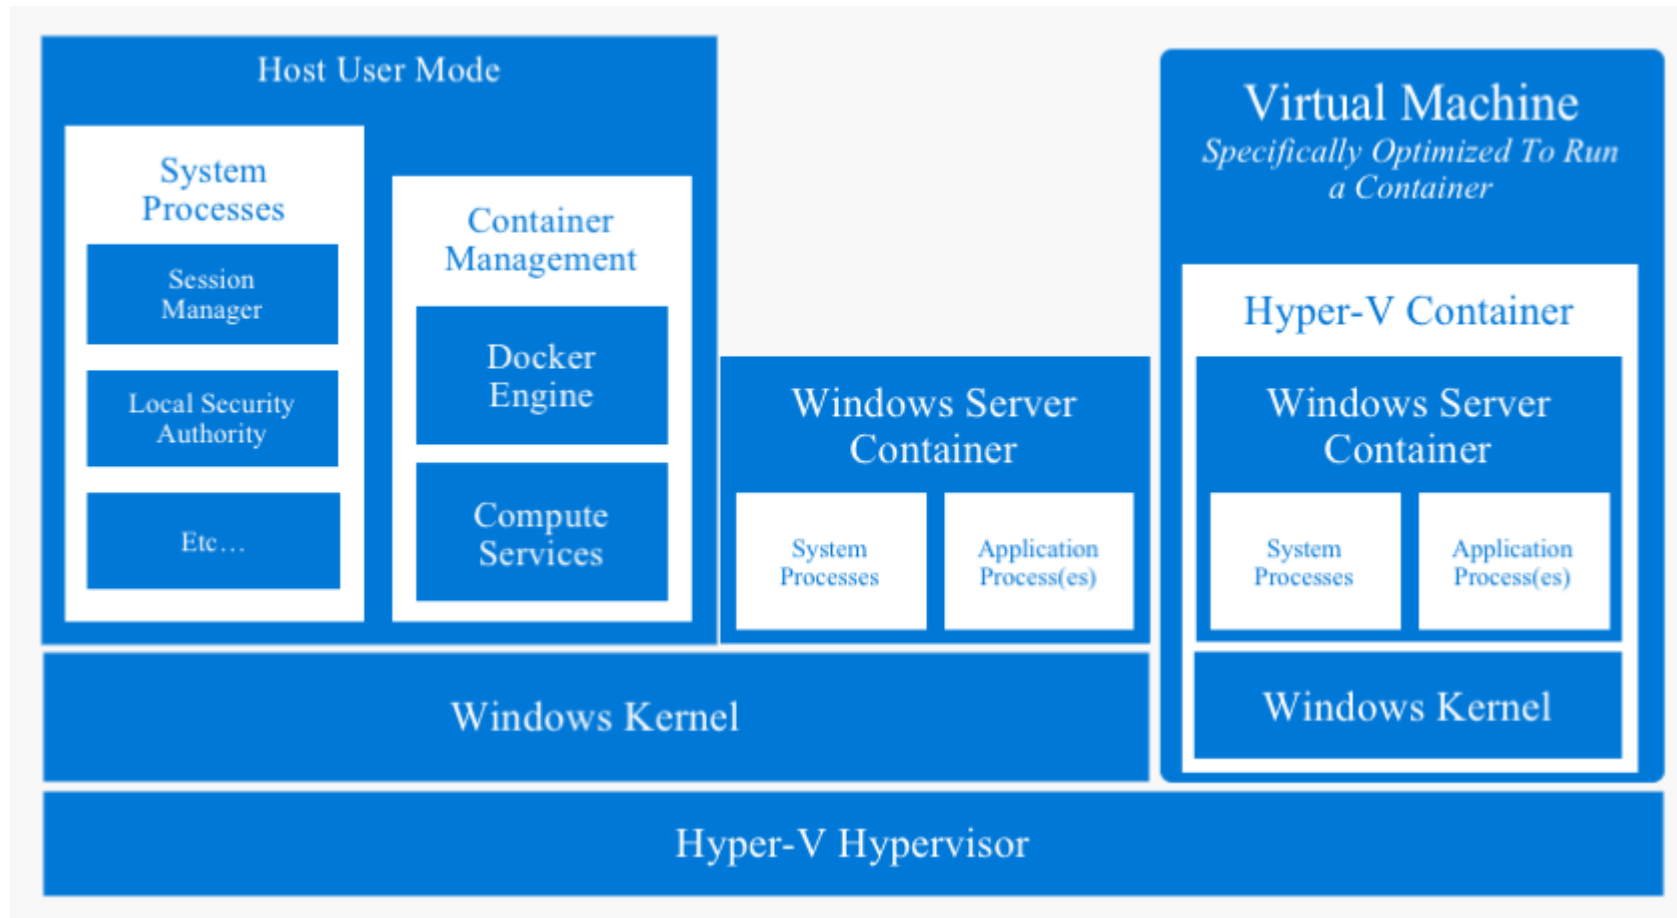 Host User Mode
System
Processes
Session
Manager
Local Security
Authority
Etc…
Container
Management
Docker
Engine
Compute
Services
Windows Server
Container
System
Processes
Application
Process(es)
Virtual Machine
Specifically Optimized To Run
a Container
Hyper-V Container
Windows Server
Container
System
Processes
Application
Process(es)
Windows Kernel
Windows Kernel
Hyper-V Hypervisor